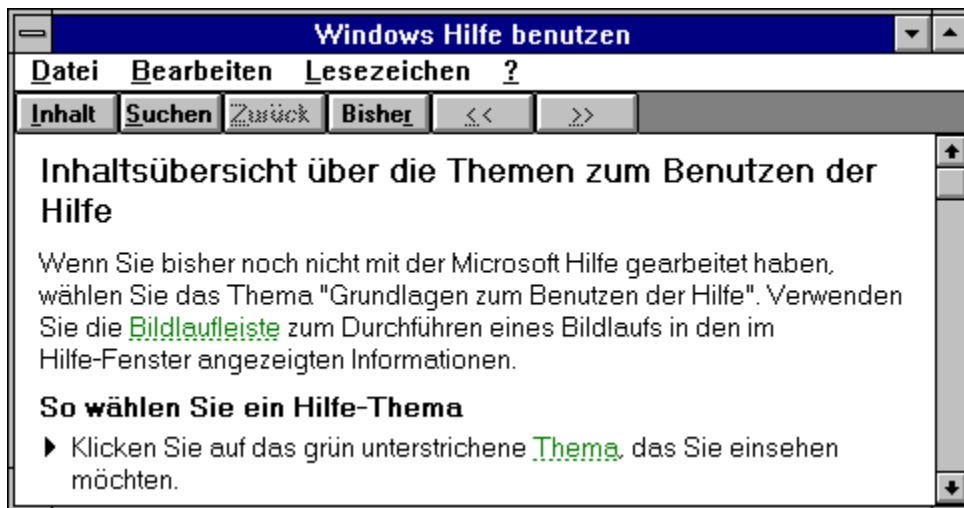 Windows Hilfe benutzen
Datei Bearbeiten Lesezeichen ?
Inhalt Suchen Zurück Bisher << >>
Inhaltsübersicht über die Themen zum Benutzen der
Hilfe
Wenn Sie bisher noch nicht mit der Microsoft Hilfe gearbeitet haben,
wählen Sie das Thema "Grundlagen zum Benutzen der Hilfe". Verwenden
Sie die Bildlaufleiste zum Durchführen eines Bildlaufs in den im
Hilfe-Fenster angezeigten Informationen.
So wählen Sie ein Hilfe-Thema
Klicken Sie auf das grün unterstrichene Thema, das Sie einsehen
möchten.